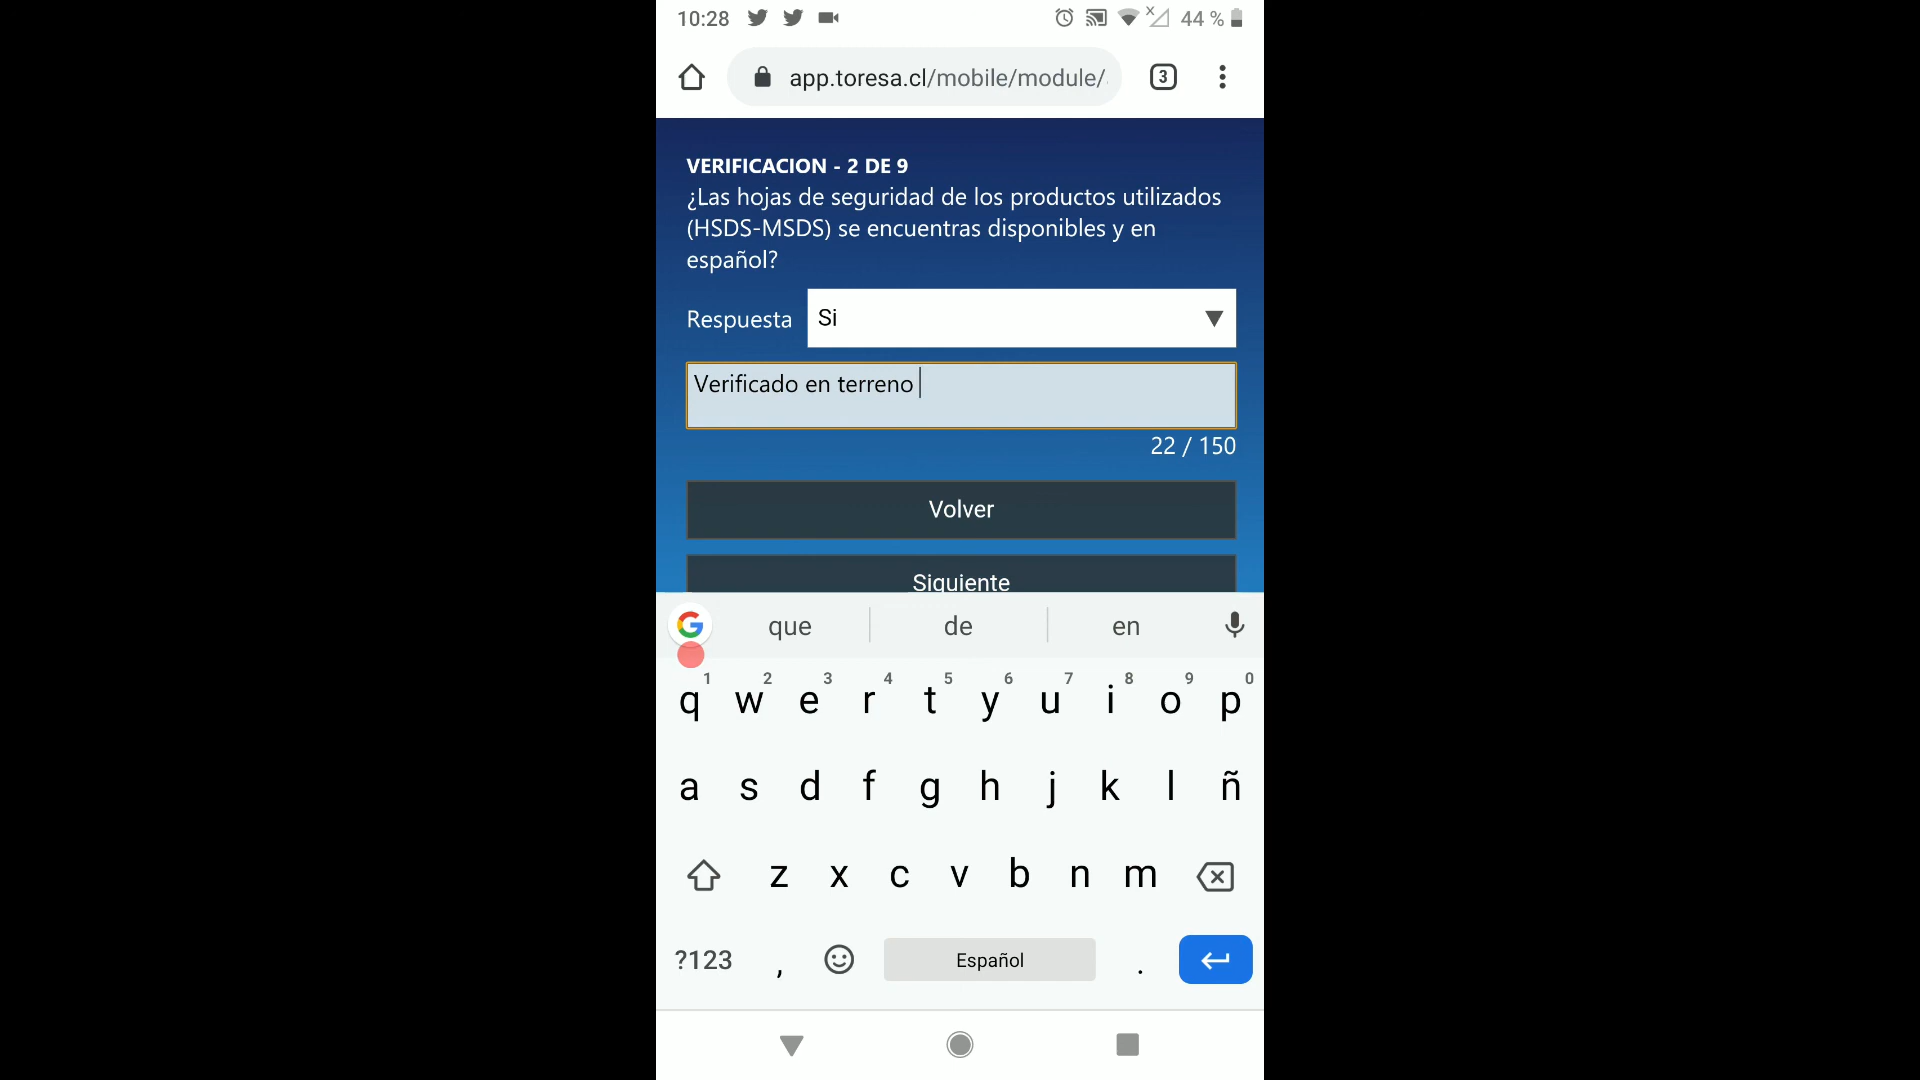 10:28 44 %
app.toresa.cl/mobile/module/ 3
VERIFICACION - 2 DE 9
¿Las hojas de seguridad de los productos utilizados
(HSDS-MSDS) se encuentras disponibles y en
español?
Respuesta Si
Verificado en terreno
22 / 150
Volver
Siguiente
G que de en
1 2 3 4 5 6 7 8 9 0
q w e r t y u i o p
a s d f g h j k l ñ
z x c v b n m
?123 , Español .